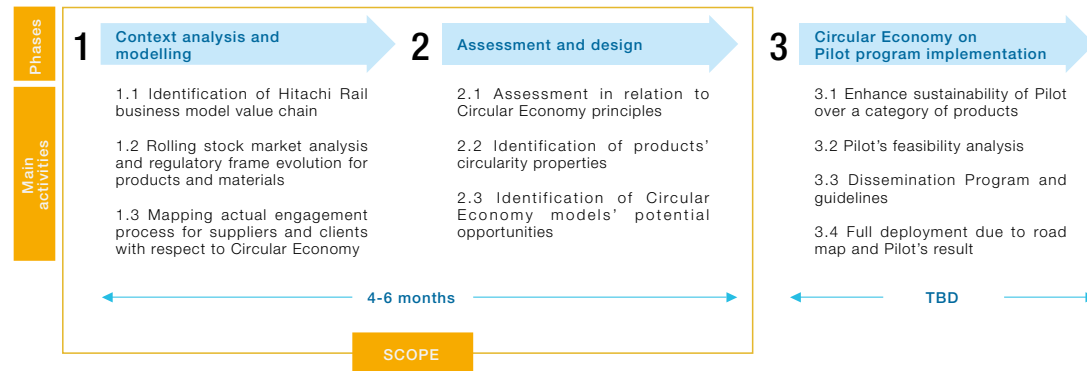 Phases
1
Context analysis and
modelling
2
Assessment and design
3
Circular Economy on
Pilot program implementation
Main
activities
1.1 Identification of Hitachi Rail
business model value chain
1.2 Rolling stock market analysis
and regulatory frame evolution for
products and materials
1.3 Mapping actual engagement
process for suppliers and clients
with respect to Circular Economy
2.1 Assessment in relation to
Circular Economy principles
2.2 Identification of products’
circularity properties
2.3 Identification of Circular
Economy models’ potential
opportunities
3.1 Enhance sustainability of Pilot
over a category of products
3.2 Pilot’s feasibility analysis
3.3 Dissemination Program and
guidelines
3.4 Full deployment due to road
map and Pilot’s result
4-6 months
TBD
SCOPE